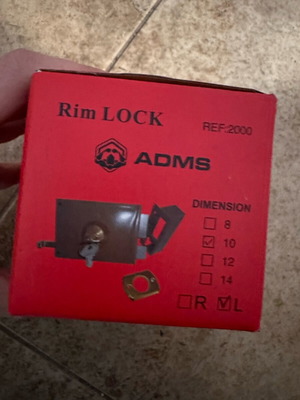 Rim LOCK
REF:2000
ADMS
DIMENSION
8
10
12
14
R L